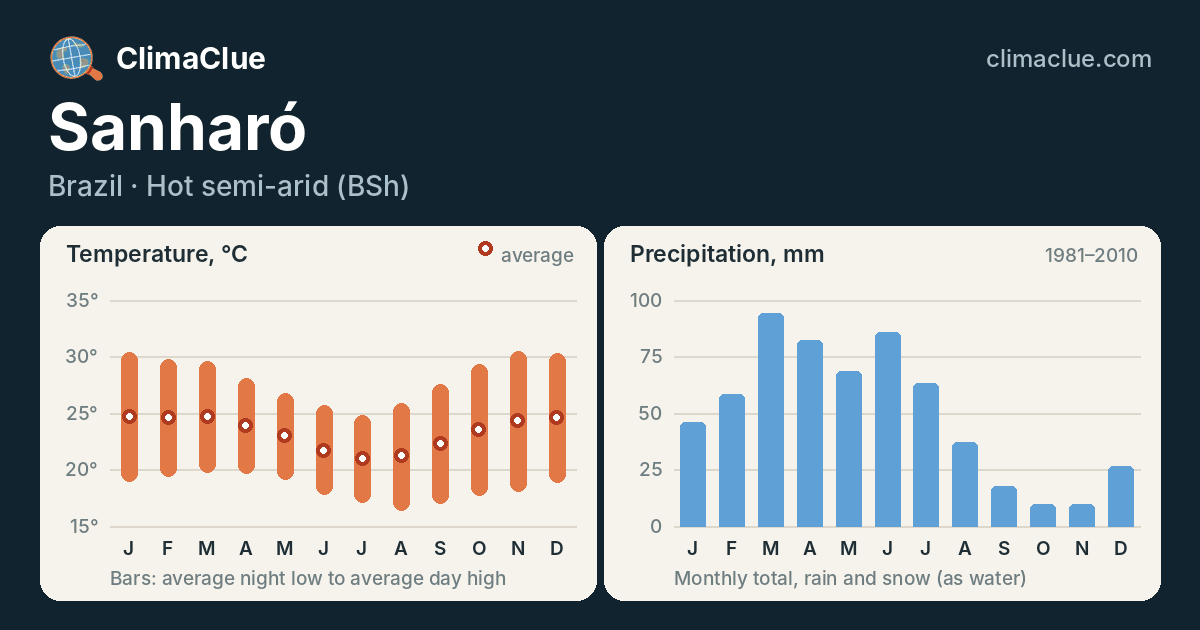 ClimaClue
climaclue.com
Sanharó
Brazil · Hot semi-arid (BSh)
Temperature, °C
average
35°
30°
25°
20°
15°
J F M A M J J A S O N D
Bars: average night low to average day high
Precipitation, mm
1981–2010
100
75
50
25
0
J F M A M J J A S O N D
Monthly total, rain and snow (as water)